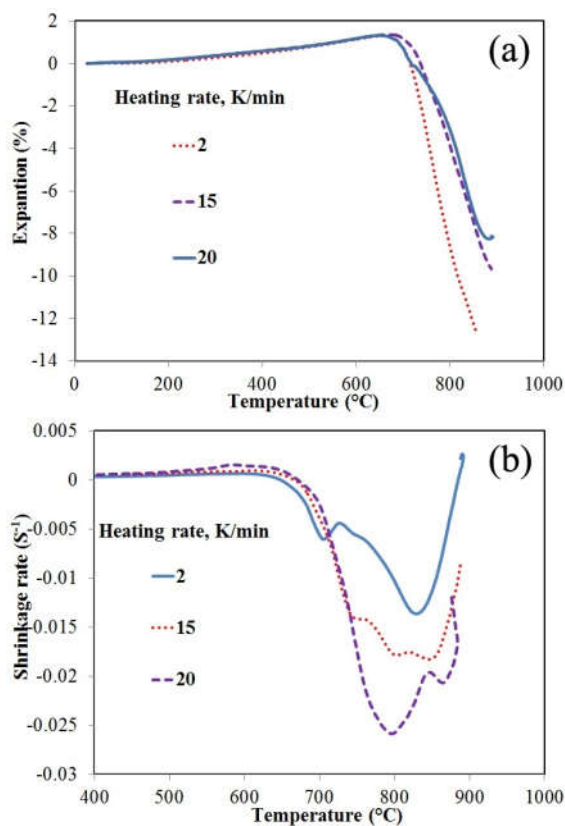 (a)
2
0
-2
-4
-6
-8
-10
-12
-14
Expantion (%)
Heating rate, K/min
2
15
20
0 200 400 600 800 1000
Temperature (°C)
(b)
0.005
0
-0.005
-0.01
-0.015
-0.02
-0.025
-0.03
Shrinkage rate (S⁻¹)
Heating rate, K/min
2
15
20
400 500 600 700 800 900 1000
Temperature (°C)